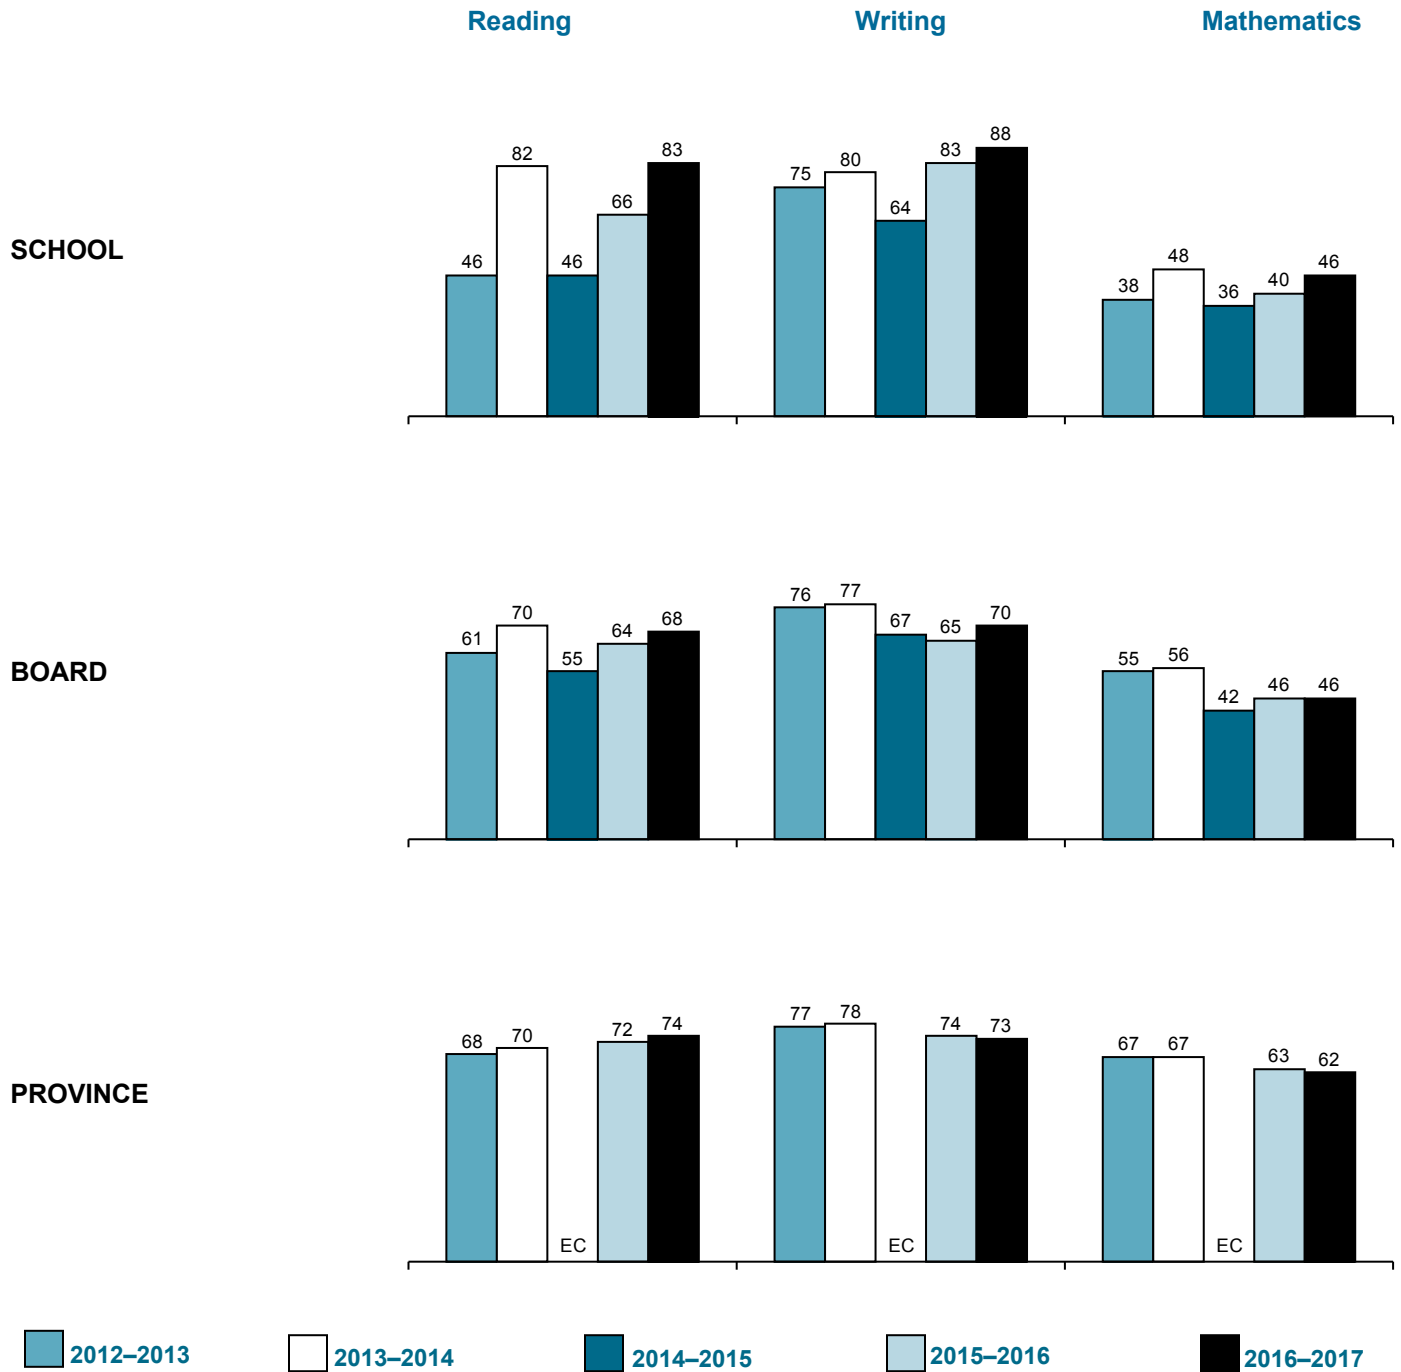 Reading Writing Mathematics
SCHOOL
46 82 46 66 83
75 80 64 83 88
38 48 36 40 46
BOARD
61 70 55 64 68
76 77 67 65 70
55 56 42 46 46
PROVINCE
68 70 EC 72 74
77 78 EC 74 73
67 67 EC 63 62
2012–2013 2013–2014 2014–2015 2015–2016 2016–2017